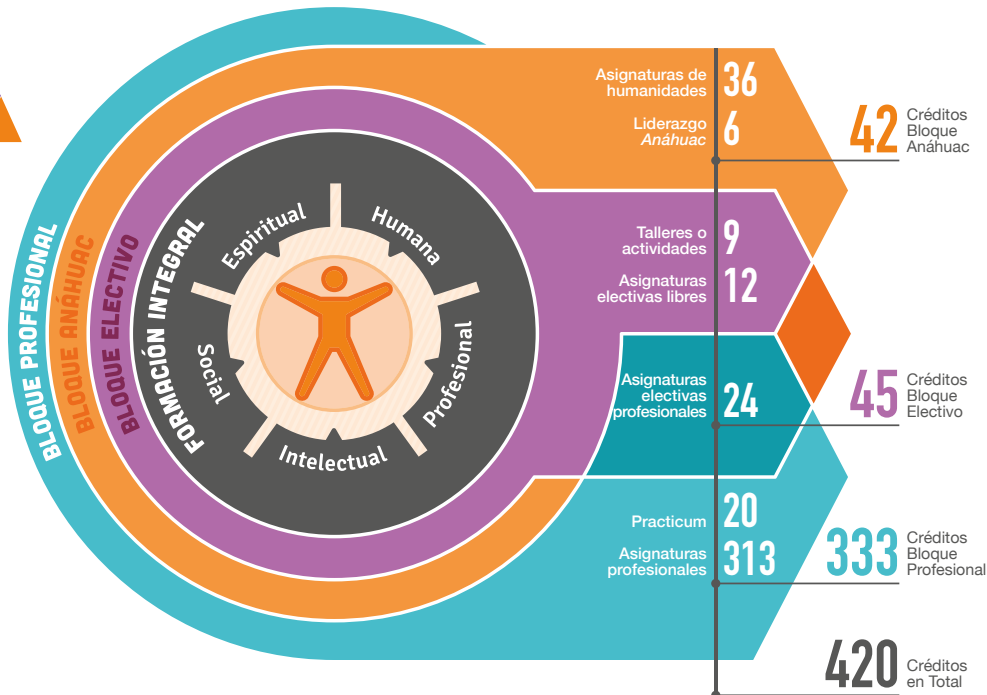 BLOQUE PROFESIONAL
BLOQUE ANÁHUAC
BLOQUE ELECTIVO
FORMACIÓN INTEGRAL
Espiritual
Humana
Profesional
Intelectual
Social
Asignaturas de
humanidades
36
Liderazgo
Anáhuac
6
42
Créditos
Bloque
Anáhuac
Talleres o
actividades
9
Asignaturas
electivas libres
12
Asignaturas
electivas
profesionales
24
45
Créditos
Bloque
Electivo
Practicum
20
Asignaturas
profesionales
313
333
Créditos
Bloque
Profesional
420
Créditos
en Total